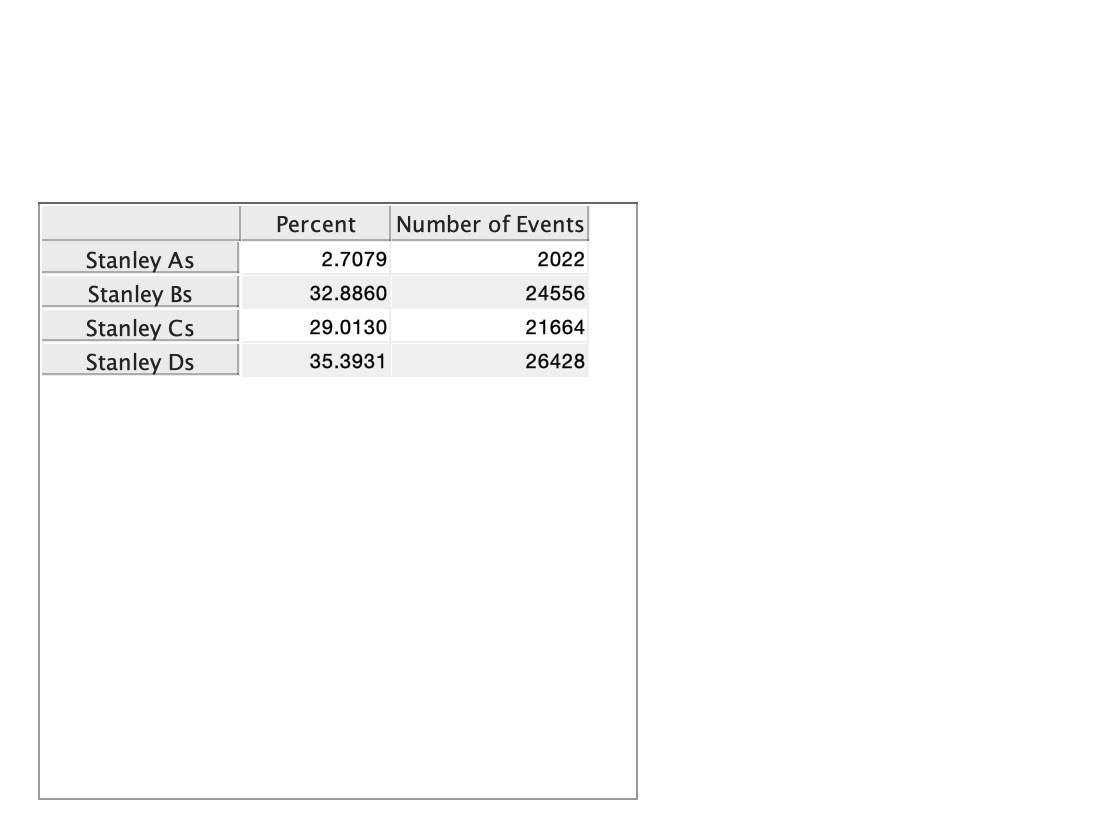 Percent Number of Events
Stanley As 2.7079 2022
Stanley Bs 32.8860 24556
Stanley Cs 29.0130 21664
Stanley Ds 35.3931 26428